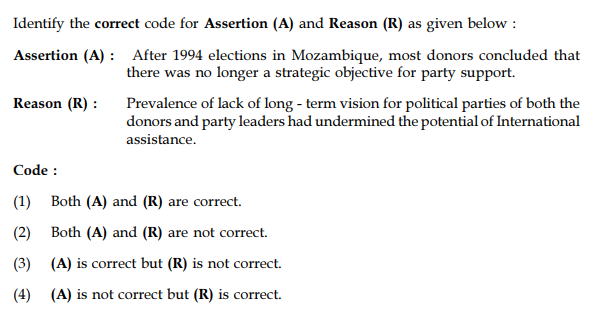 Identify the correct code for Assertion (A) and Reason (R) as given below :
Assertion (A) : After 1994 elections in Mozambique, most donors concluded that
there was no longer a strategic objective for party support.
Reason (R) : Prevalence of lack of long - term vision for political parties of both the
donors and party leaders had undermined the potential of International
assistance.
Code :
(1) Both (A) and (R) are correct.
(2) Both (A) and (R) are not correct.
(3) (A) is correct but (R) is not correct.
(4) (A) is not correct but (R) is correct.